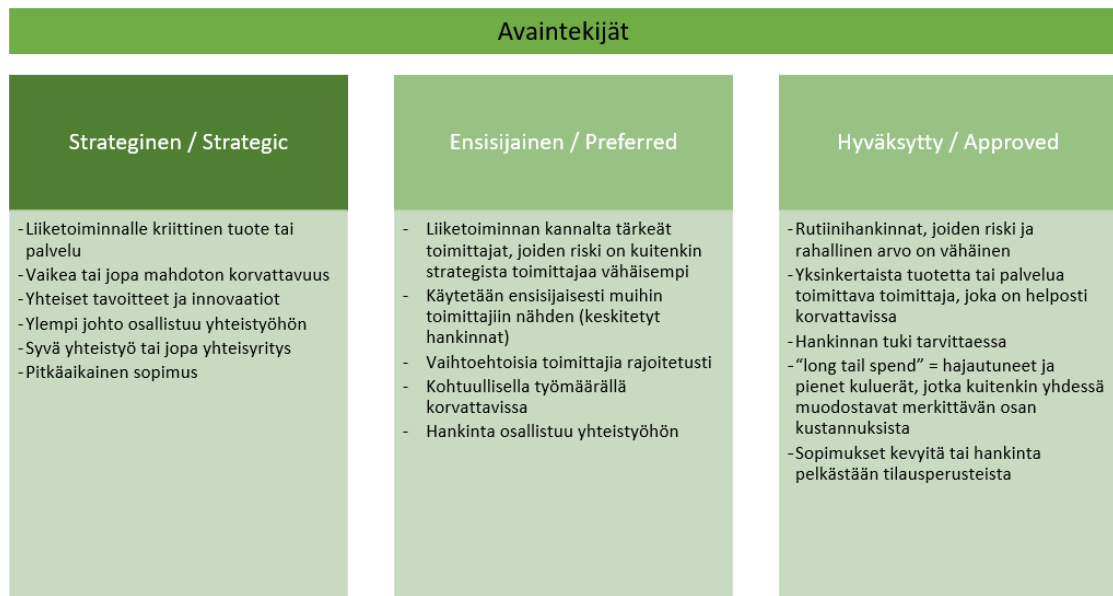 Avaintekijät
Strateginen / Strategic
- Liiketoiminnalle kriittinen tuote tai
palvelu
- Vaikea tai jopa mahdoton korvattavuus
- Yhteiset tavoitteet ja innovaatiot
- Ylempi johto osallistuu yhteistyöhön
- Syvä yhteistyö tai jopa yhteisyritys
- Pitkäaikainen sopimus
Ensisijainen / Preferred
- Liiketoiminnan kannalta tärkeät
toimittajat, joiden riski on kuitenkin
strategista toimittajaa vähäisempi
- Käytetään ensisijaisesti muihin
toimittajiin nähden (keskitetyt
hankinnat)
- Vaihtoehtoisia toimittajia rajoitetusti
- Kohtuullisella työmäärällä
korvattavissa
- Hankinta osallistuu yhteistyöhön
Hyväksytty / Approved
- Rutiinihankinnat, joiden riski ja
rahallinen arvo on vähäinen
- Yksinkertaista tuotetta tai palvelua
toimittava toimittaja, joka on helposti
korvattavissa
- Hankinnan tuki tarvittaessa
- “long tail spend” = hajautuneet ja
pienet kuluerät, jotka kuitenkin yhdessä
muodostavat merkittävän osan
kustannuksista
- Sopimukset kevyitä tai hankinta
pelkästään tilausperusteista